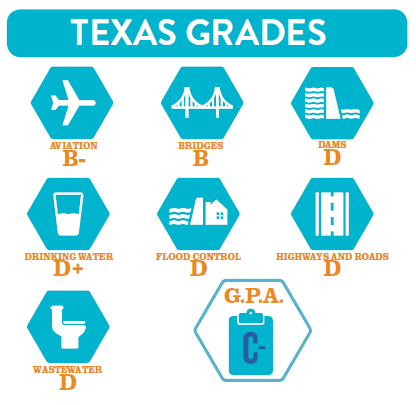 TEXAS GRADES
AVIATION
B-
BRIDGES
B
DAMS
D
DRINKING WATER
D+
FLOOD CONTROL
D
HIGHWAYS AND ROADS
D
WASTEWATER
D
G.P.A.
C-